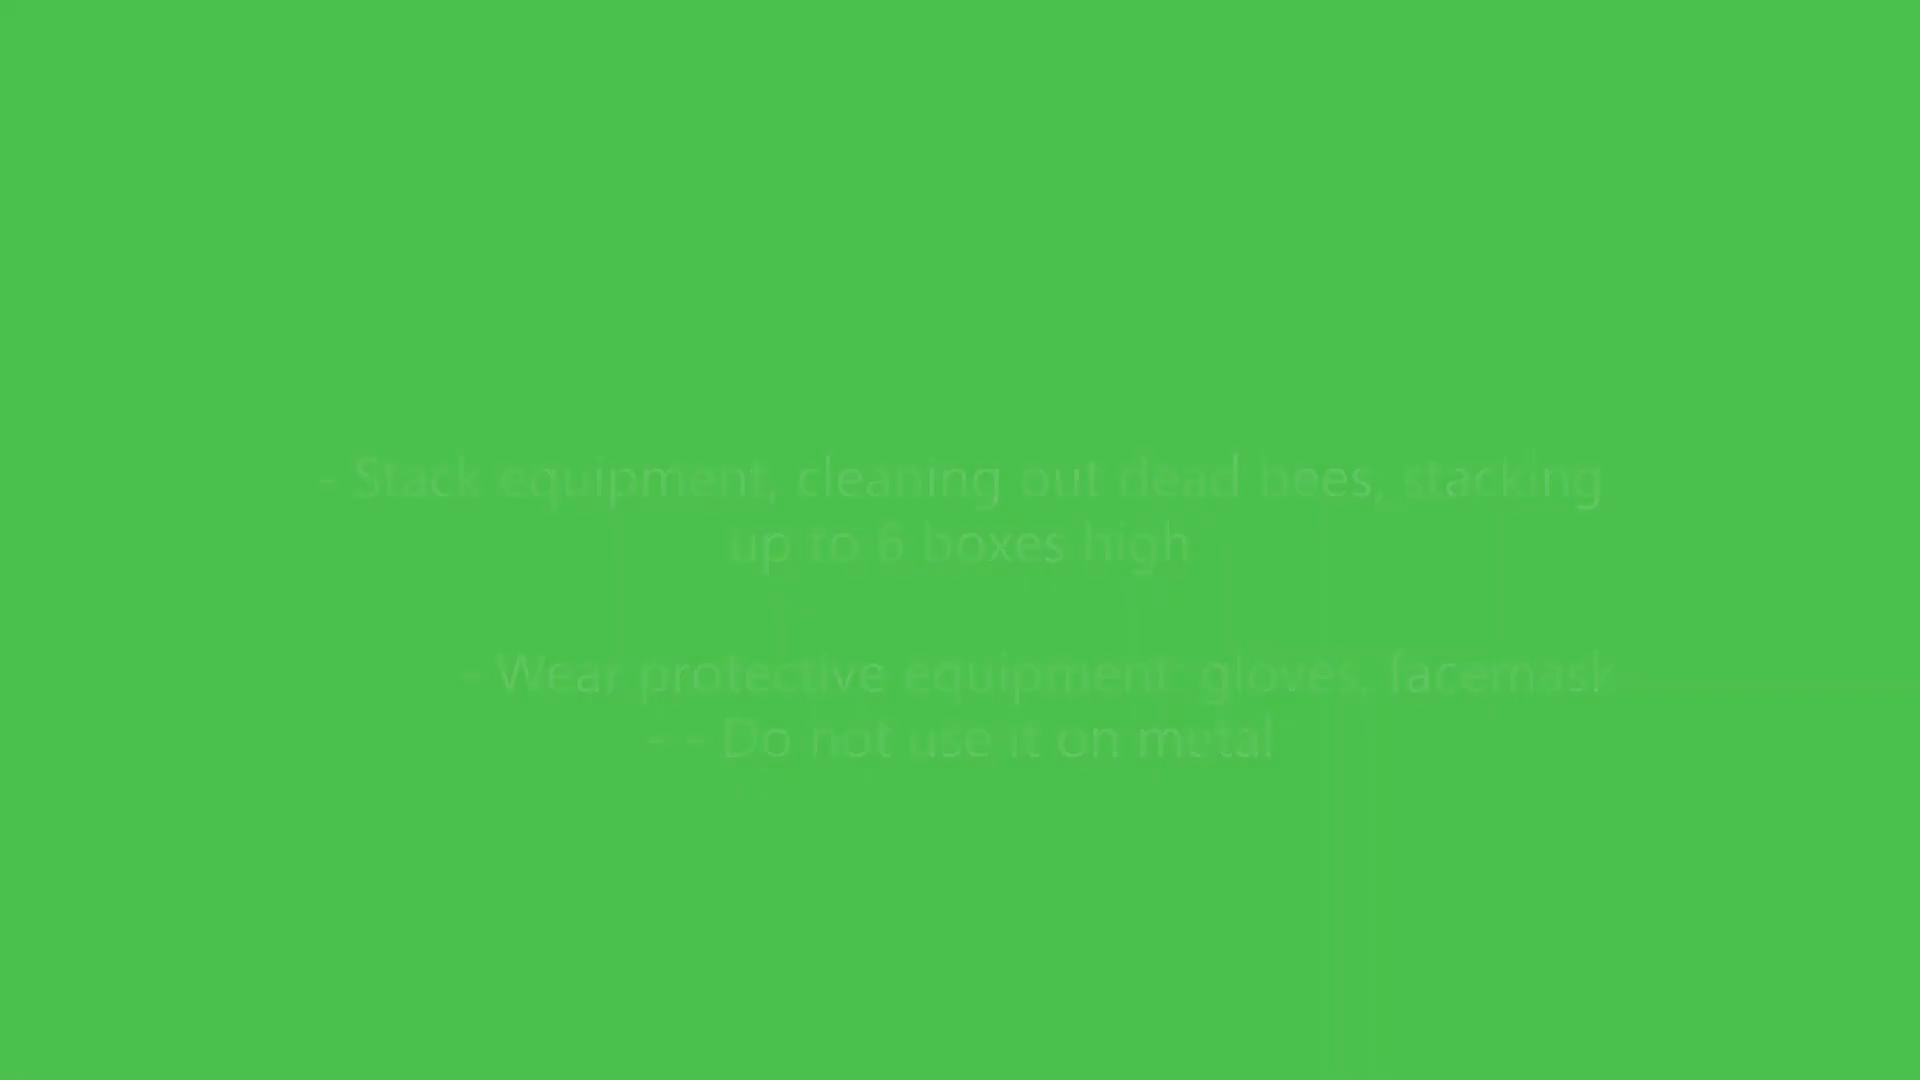 - Stack equipment, cleaning out dead bees, stacking
up to 6 boxes high
- Wear protective equipment: gloves, facemask
- - Do not use it on metal